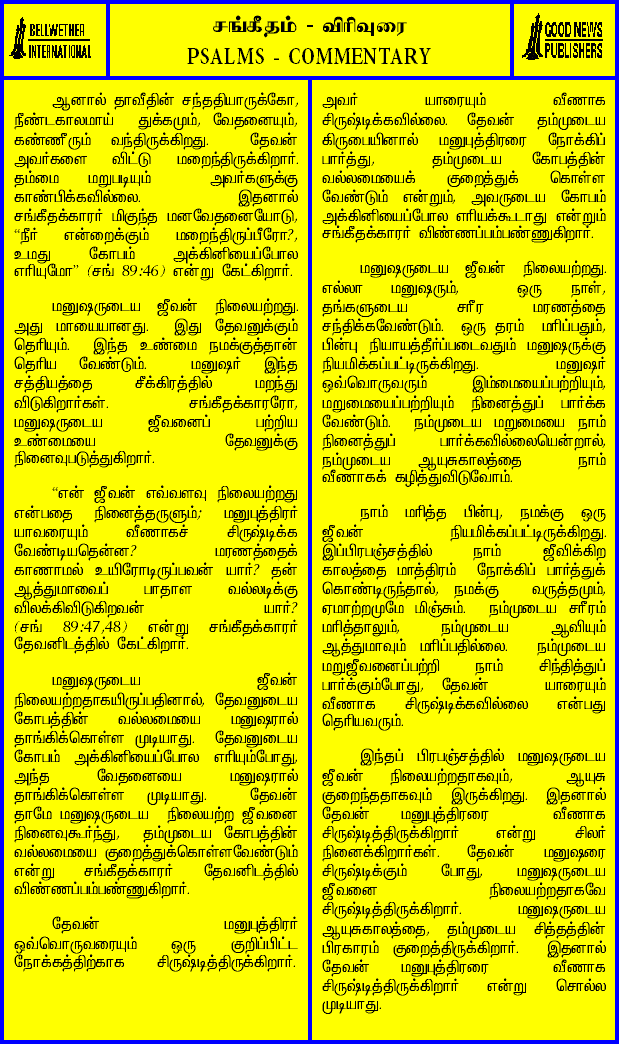 BELLWETHER
INTERNATIONAL
சங்கீதம் - விரிவுரை
PSALMS - COMMENTARY
GOOD NEWS
PUBLISHERS
ஆனால் தாவீதின் சந்ததியாருக்கோ,
நீண்டகாலமாய் துக்கமும், வேதனையும்,
கண்ணீரும் வந்திருக்கிறது. தேவன்
அவர்களை விட்டு மறைந்திருக்கிறார்.
தம்மை மறுபடியும் அவர்களுக்கு
காண்பிக்கவில்லை. இதனால்
சங்கீதக்காரர் மிகுந்த மனவேதனையோடு,
“நீர் என்றைக்கும் மறைந்திருப்பீரோ?,
உமது கோபம் அக்கினியைப்போல
எரியுமோ” (சங் 89:46) என்று கேட்கிறார்.
மனுஷருடைய ஜீவன் நிலையற்றது.
அது மாயையானது. இது தேவனுக்கும்
தெரியும். இந்த உண்மை நமக்குத்தான்
தெரிய வேண்டும். மனுஷர் இந்த
சத்தியத்தை சீக்கிரத்தில் மறந்து
விடுகிறார்கள். சங்கீதக்காரரோ,
மனுஷருடைய ஜீவனைப் பற்றிய
உண்மையை தேவனுக்கு
நினைவுபடுத்துகிறார்.
“என் ஜீவன் எவ்வளவு நிலையற்றது
என்பதை நினைத்தருளும்; மனுபுத்திரர்
யாவரையும் வீணாகச் சிருஷ்டிக்க
வேண்டியதென்ன? மரணத்தைக்
காணாமல் உயிரோடிருப்பவன் யார்? தன்
ஆத்துமாவைப் பாதாள வல்லடிக்கு
விலக்கிவிடுகிறவன் யார்?
(சங் 89:47,48) என்று சங்கீதக்காரர்
தேவனிடத்தில் கேட்கிறார்.
மனுஷருடைய ஜீவன்
நிலையற்றதாகயிருப்பதினால், தேவனுடைய
கோபத்தின் வல்லமையை மனுஷரால்
தாங்கிக்கொள்ள முடியாது. தேவனுடைய
கோபம் அக்கினியைப்போல எரியும்போது,
அந்த வேதனையை மனுஷரால்
தாங்கிக்கொள்ள முடியாது. தேவன்
தாமே மனுஷருடைய நிலையற்ற ஜீவனை
நினைவுகூர்ந்து, தம்முடைய கோபத்தின்
வல்லமையை குறைத்துக்கொள்ளவேண்டும்
என்று சங்கீதக்காரர் தேவனிடத்தில்
விண்ணப்பம்பண்ணுகிறார்.
தேவன் மனுபுத்திரர்
ஒவ்வொருவரையும் ஒரு குறிப்பிட்ட
நோக்கத்திற்காக சிருஷ்டித்திருக்கிறார்.
அவர் யாரையும் வீணாக
சிருஷ்டிக்கவில்லை. தேவன் தம்முடைய
கிருபையினால் மனுபுத்திரரை நோக்கிப்
பார்த்து, தம்முடைய கோபத்தின்
வல்லமையைக் குறைத்துக் கொள்ள
வேண்டும் என்றும், அவருடைய கோபம்
அக்கினியைப்போல எரியக்கூடாது என்றும்
சங்கீதக்காரர் விண்ணப்பம்பண்ணுகிறார்.
மனுஷருடைய ஜீவன் நிலையற்றது.
எல்லா மனுஷரும், ஒரு நாள்,
தங்களுடைய சரீர மரணத்தை
சந்திக்கவேண்டும். ஒரு தரம் மரிப்பதும்,
பின்பு நியாயத்தீர்ப்படைவதும் மனுஷருக்கு
நியமிக்கப்பட்டிருக்கிறது. மனுஷர்
ஒவ்வொருவரும் இம்மையைப்பற்றியும்,
மறுமையைப்பற்றியும் நினைத்துப் பார்க்க
வேண்டும். நம்முடைய மறுமையை நாம்
நினைத்துப் பார்க்கவில்லையென்றால்,
நம்முடைய ஆயுசுகாலத்தை நாம்
வீணாகக் கழித்துவிடுவோம்.
நாம் மரித்த பின்பு, நமக்கு ஒரு
ஜீவன் நியமிக்கப்பட்டிருக்கிறது.
இப்பிரபஞ்சத்தில் நாம் ஜீவிக்கிற
காலத்தை மாத்திரம் நோக்கிப் பார்த்துக்
கொண்டிருந்தால், நமக்கு வருத்தமும்,
ஏமாற்றமுமே மிஞ்சும். நம்முடைய சரீரம்
மரித்தாலும், நம்முடைய ஆவியும்
ஆத்துமாவும் மரிப்பதில்லை. நம்முடைய
மறுஜீவனைப்பற்றி நாம் சிந்தித்துப்
பார்க்கும்போது, தேவன் யாரையும்
வீணாக சிருஷ்டிக்கவில்லை என்பது
தெரியவரும்.
இந்தப் பிரபஞ்சத்தில் மனுஷருடைய
ஜீவன் நிலையற்றதாகவும், ஆயுசு
குறைந்ததாகவும் இருக்கிறது. இதனால்
தேவன் மனுபுத்திரரை வீணாக
சிருஷ்டித்திருக்கிறார் என்று சிலர்
நினைக்கிறார்கள். தேவன் மனுஷரை
சிருஷ்டிக்கும் போது, மனுஷருடைய
ஜீவனை நிலையற்றதாகவே
சிருஷ்டித்திருக்கிறார். மனுஷருடைய
ஆயுசுகாலத்தை, தம்முடைய சித்தத்தின்
பிரகாரம் குறைத்திருக்கிறார். இதனால்
தேவன் மனுபுத்திரரை வீணாக
சிருஷ்டித்திருக்கிறார் என்று சொல்ல
முடியாது.